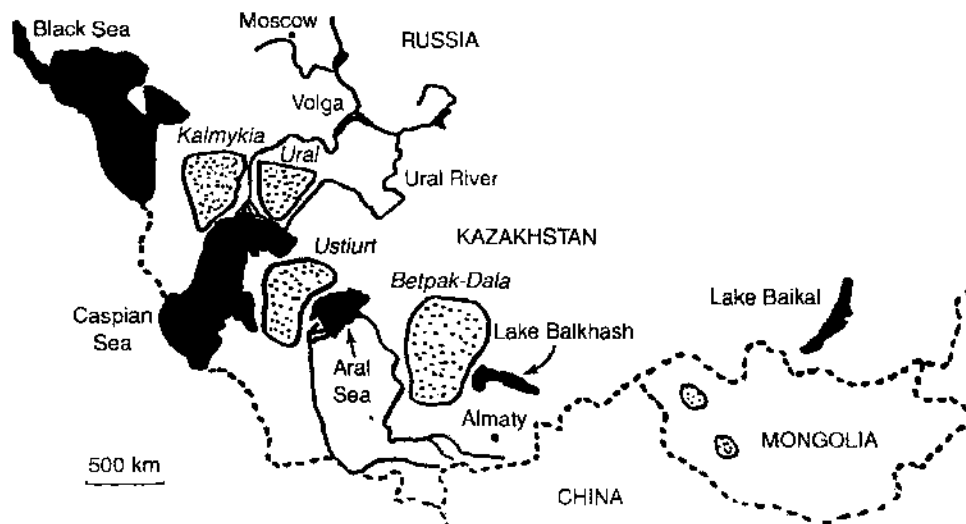 Black Sea
Moscow
RUSSIA
Volga
Kalmykia
Ural
Ural River
KAZAKHSTAN
Ustiurt
Betpak-Dala
Lake Baikal
Caspian
Sea
Lake Balkhash
Aral
Sea
Almaty
MONGOLIA
500 km
CHINA